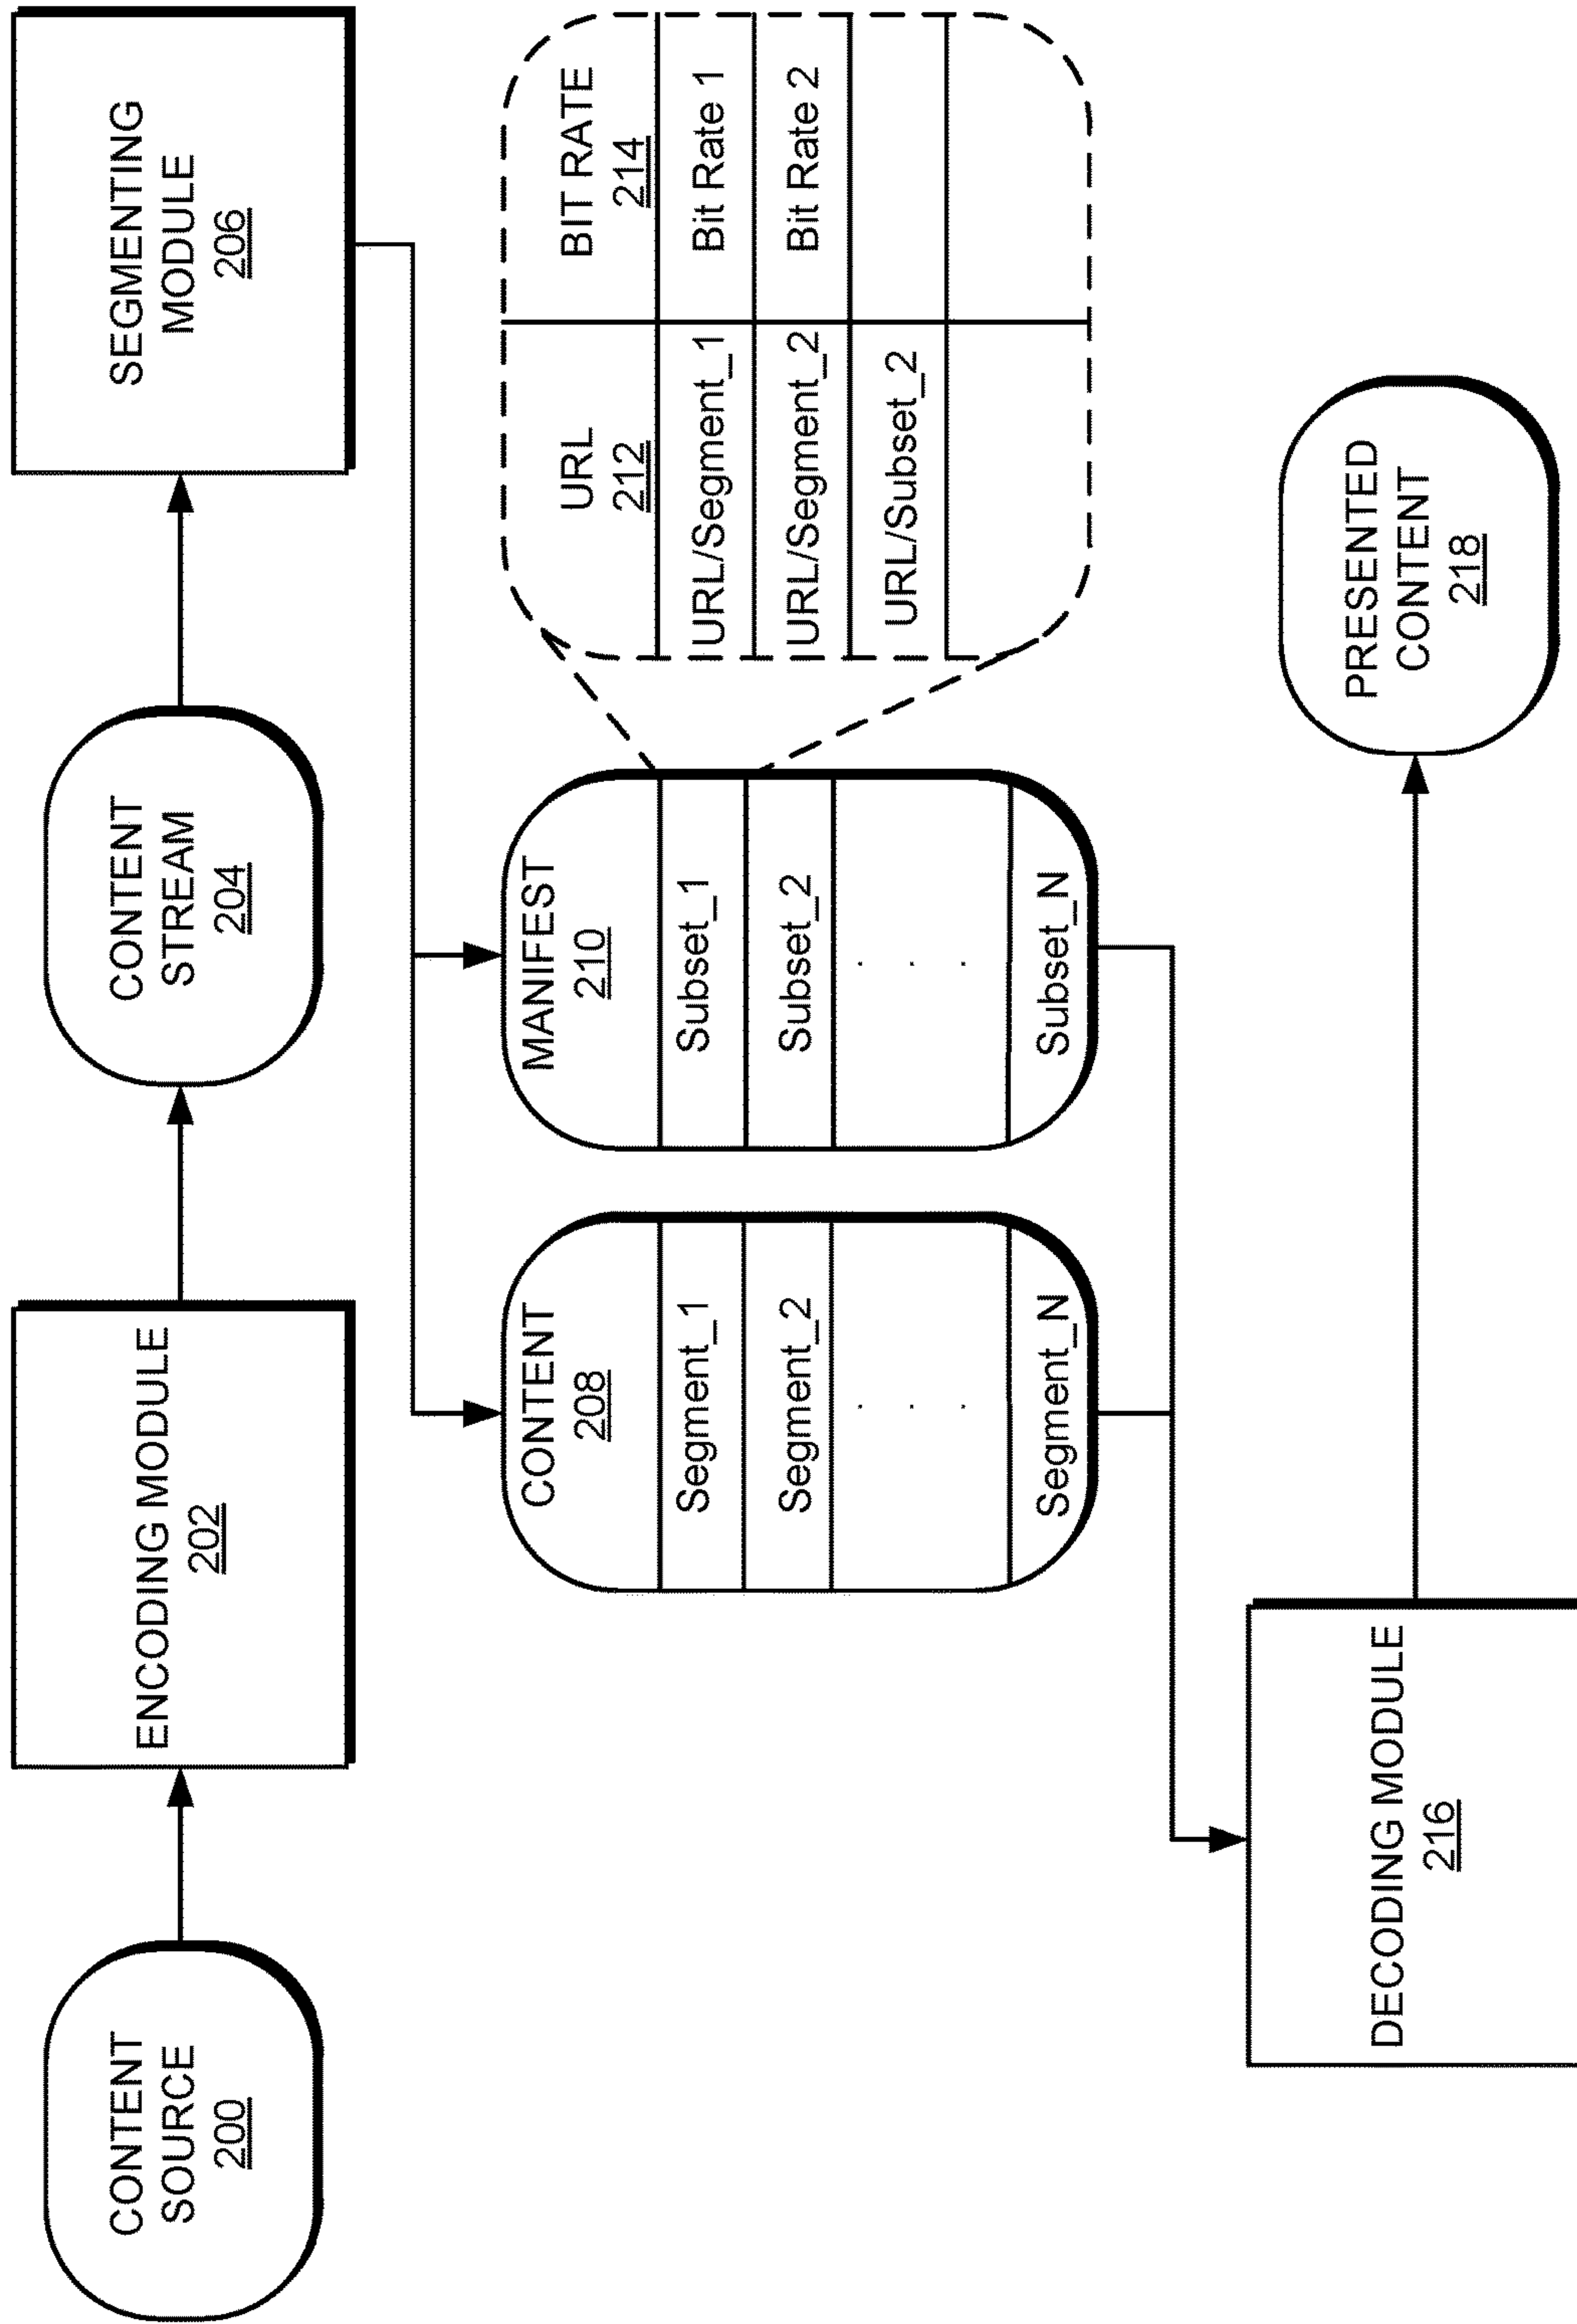 CONTENT
SOURCE
200
ENCODING MODULE
202
CONTENT
STREAM
204
SEGMENTING
MODULE
206
CONTENT
208
Segment_1
Segment_2
. . .
Segment_N
MANIFEST
210
Subset_1
Subset_2
. . .
Subset_N
URL
212
BIT RATE
214
URL/Segment_1
Bit Rate 1
URL/Segment_2
Bit Rate 2
URL/Subset_2
DECODING MODULE
216
PRESENTED
CONTENT
218